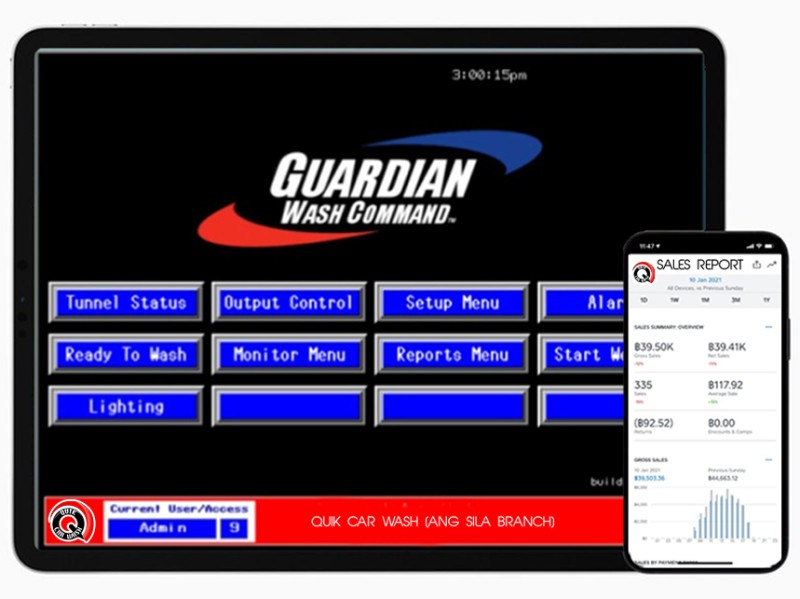 3:00:15pm
GUARDIAN
WASH COMMAND™
Tunnel Status
Output Control
Setup Menu
Alar
Ready To Wash
Monitor Menu
Reports Menu
Start W
Lighting
build
Current User/Access
Admin 9
QUIK CAR WASH (ANG SILA BRANCH)
11:47
SALES REPORT
10 Jan 2021
All Devices, vs Previous Sunday
1D 1W 1M 3M 1Y
SALES SUMMARY: OVERVIEW
฿39.50K ฿39.41K
Gross Sales Net Sales
335 ฿117.92
Sales Average Sale
(฿92.52) ฿0.00
Returns Discounts & Comps
GROSS SALES
10 Jan 2021 Previous Sunday
฿39,503.36 ฿44,663.12
SALES BY PAYMENT